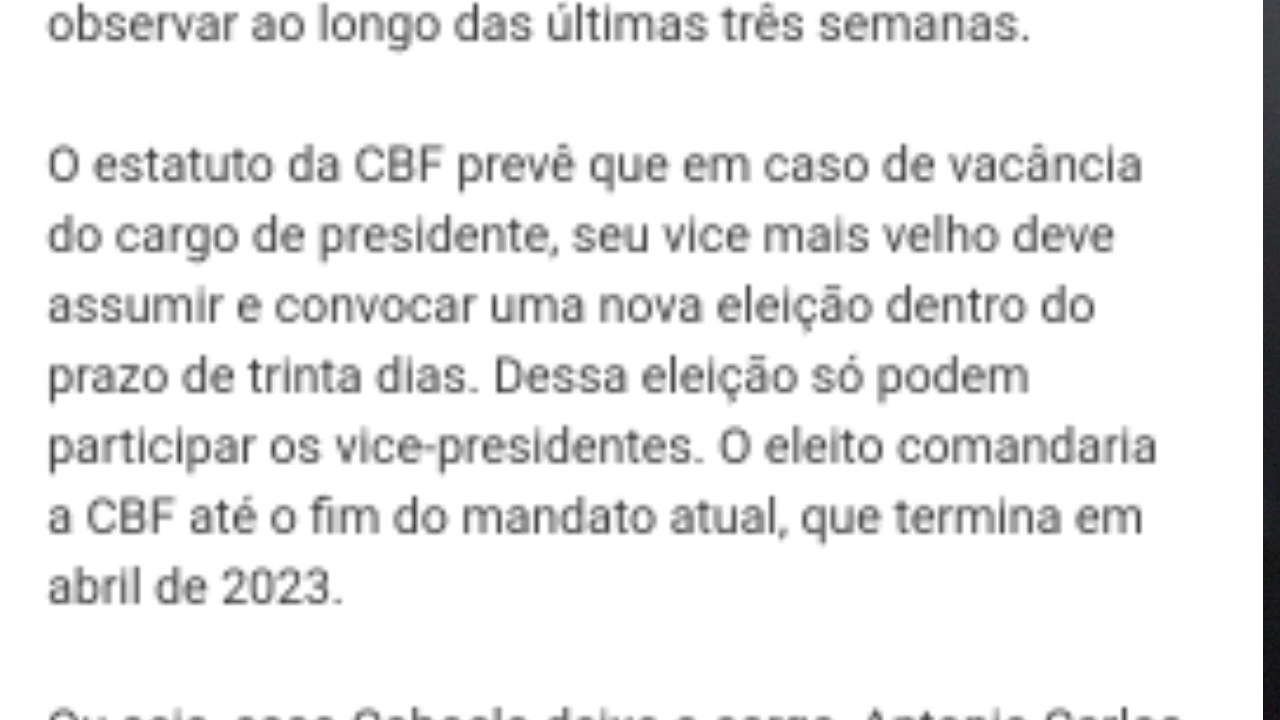 observar ao longo das últimas três semanas.
O estatuto da CBF prevê que em caso de vacância
do cargo de presidente, seu vice mais velho deve
assumir e convocar uma nova eleição dentro do
prazo de trinta dias. Dessa eleição só podem
participar os vice-presidentes. O eleito comandaria
a CBF até o fim do mandato atual, que termina em
abril de 2023.